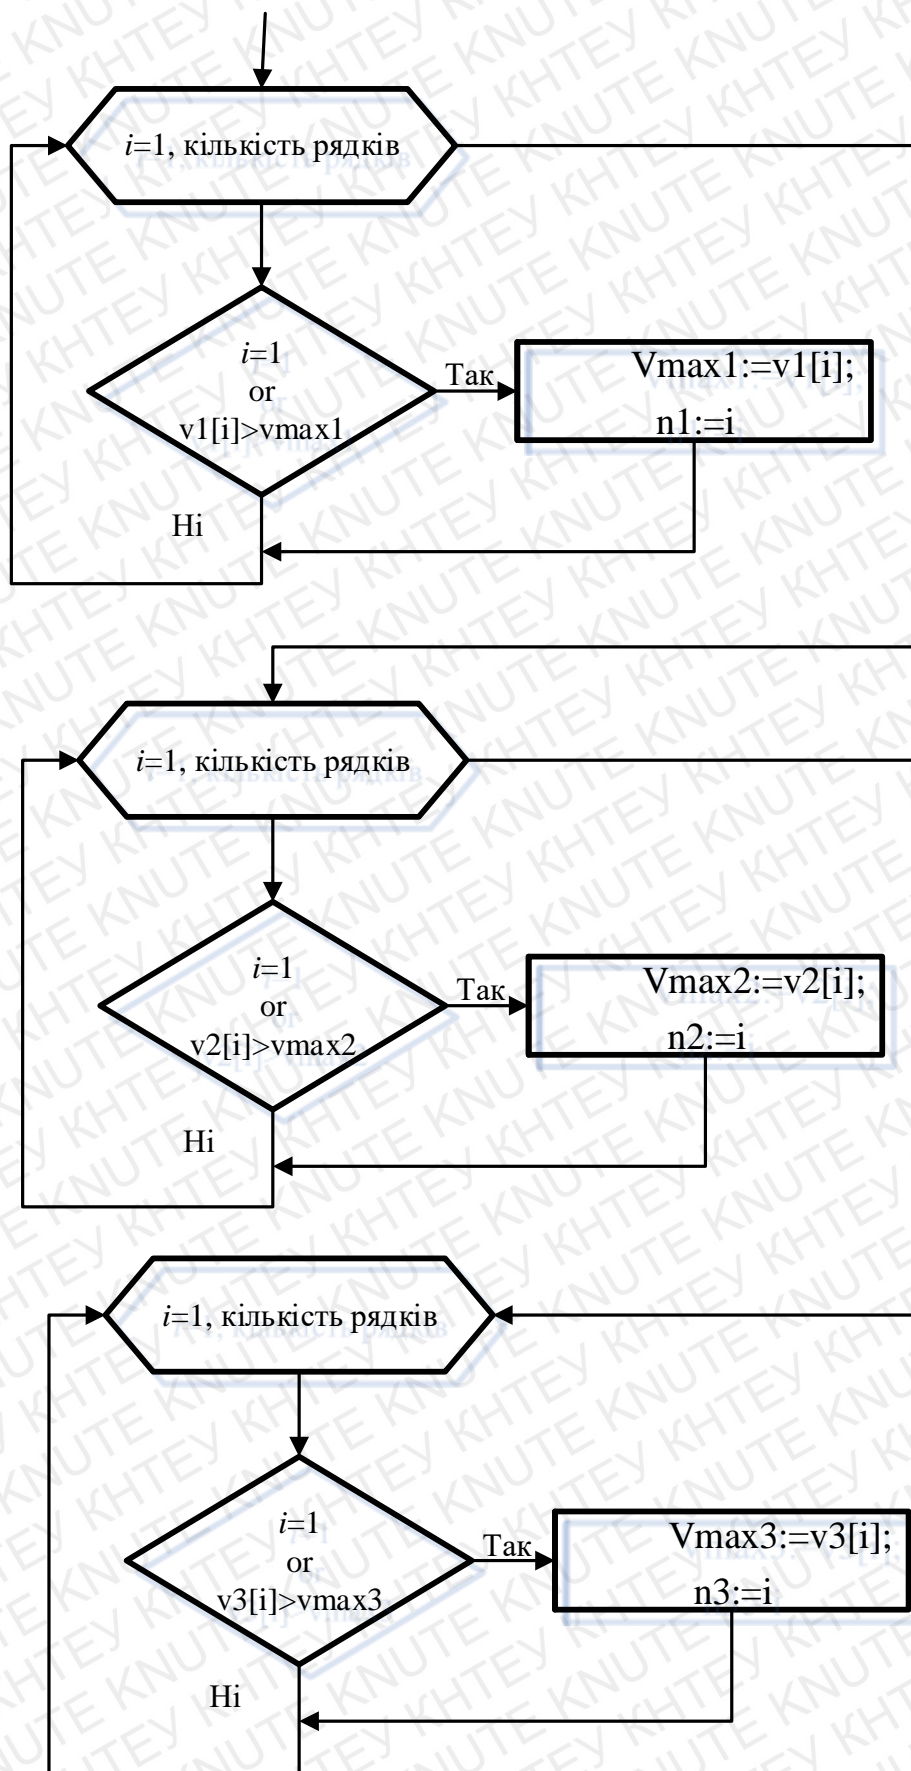 i=1, кількість рядків
i=1
or
v1[i]>vmax1
Так
Vmax1:=v1[i];
n1:=i
Ні
i=1, кількість рядків
i=1
or
v2[i]>vmax2
Так
Vmax2:=v2[i];
n2:=i
Ні
i=1, кількість рядків
i=1
or
v3[i]>vmax3
Так
Vmax3:=v3[i];
n3:=i
Ні